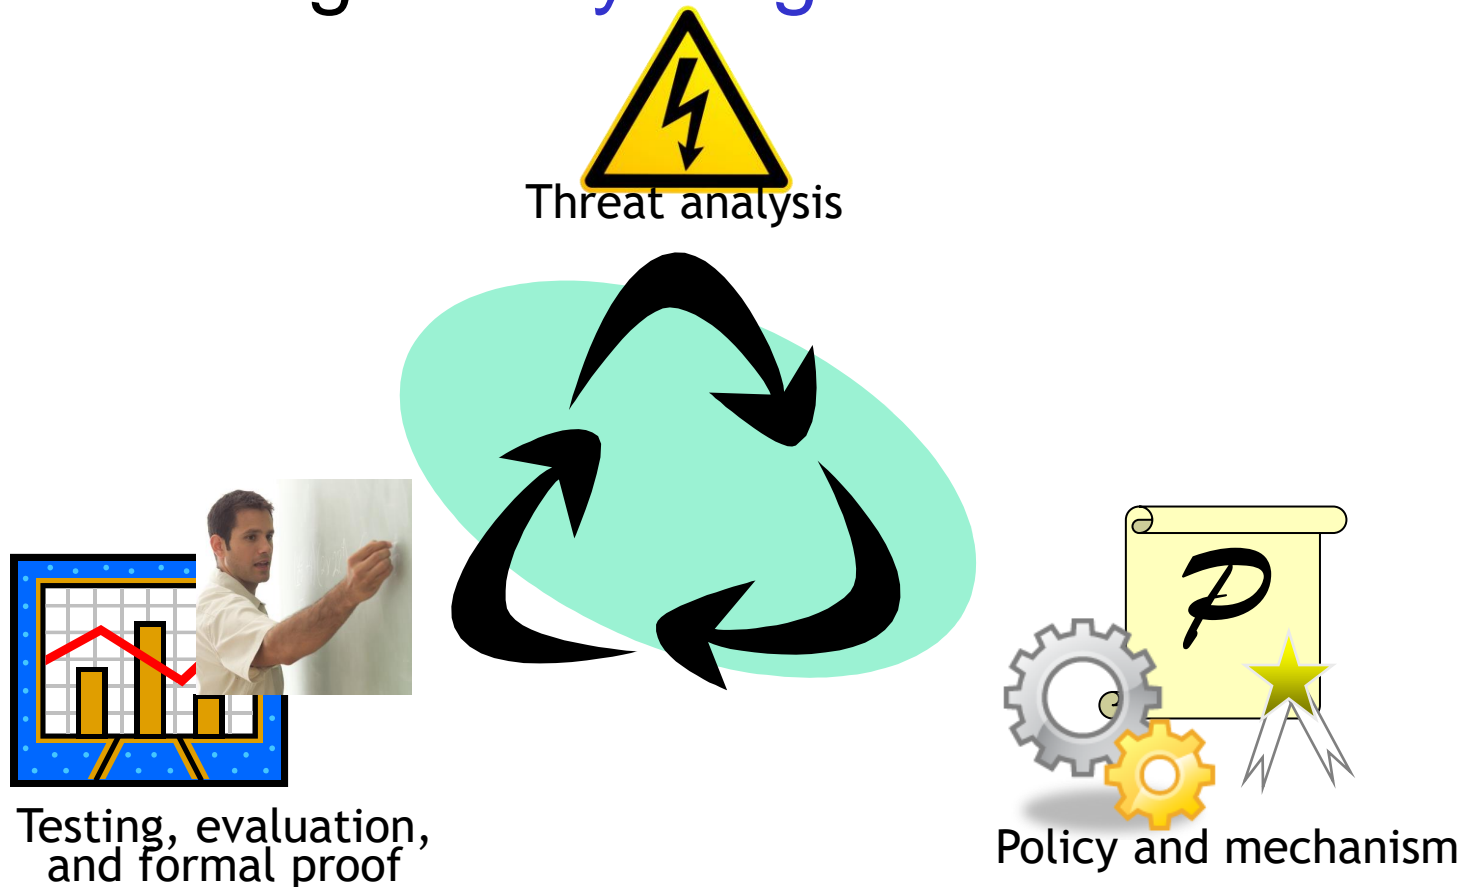 Threat analysis
P
Testing, evaluation,
and formal proof
Policy and mechanism